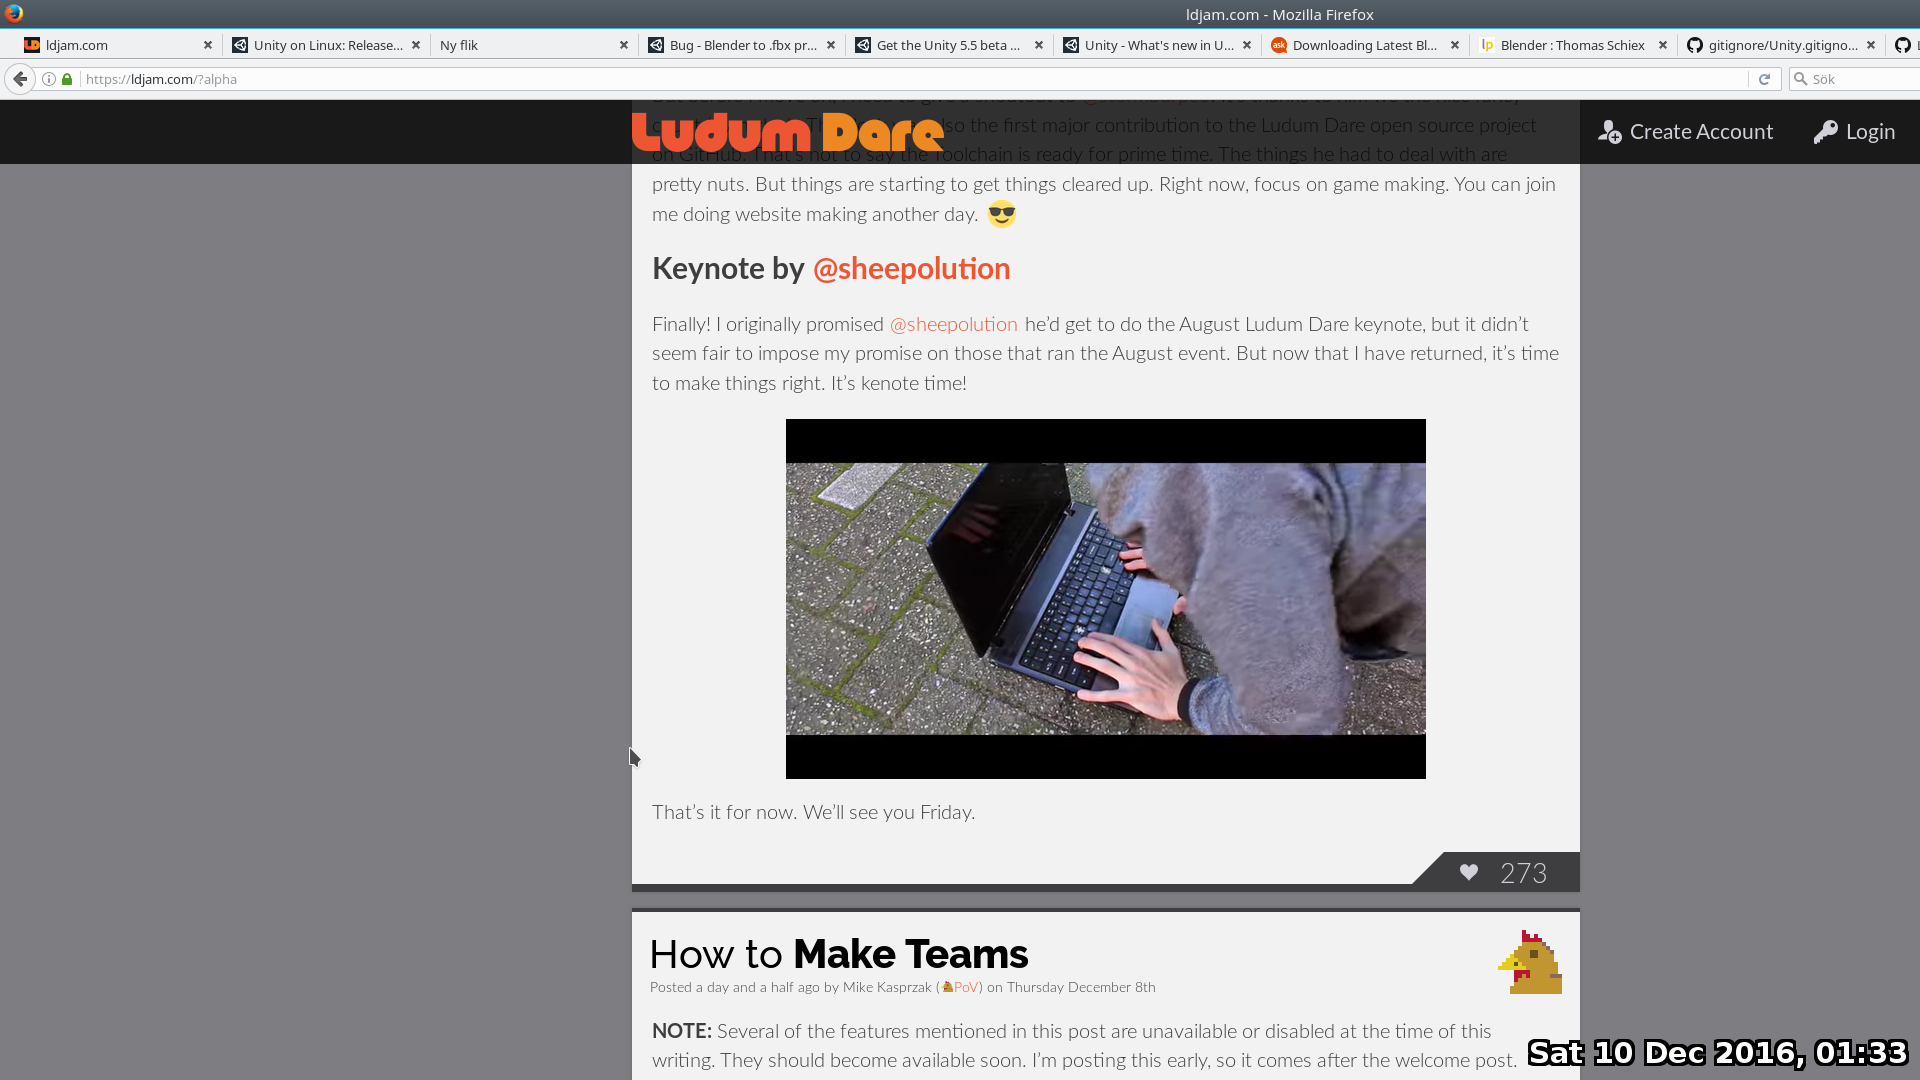 ldjam.com - Mozilla Firefox
ldjam.com
Unity on Linux: Release...
Ny flik
Bug - Blender to .fbx pr...
Get the Unity 5.5 beta ...
Unity - What's new in U...
Downloading Latest Bl...
Blender : Thomas Schiex
gitignore/Unity.gitigno...
https://ldjam.com/?alpha
Sök
Ludum Dare
Create Account
Login
also the first major contribution to the Ludum Dare open source project
on GitHub. That's not to say the Toolchain is ready for prime time. The things he had to deal with are
pretty nuts. But things are starting to get things cleared up. Right now, focus on game making. You can join
me doing website making another day.
Keynote by @sheepolution
Finally! I originally promised @sheepolution he’d get to do the August Ludum Dare keynote, but it didn’t
seem fair to impose my promise on those that ran the August event. But now that I have returned, it’s time
to make things right. It’s kenote time!
That’s it for now. We’ll see you Friday.
273
How to Make Teams
Posted a day and a half ago by Mike Kasprzak (PoV) on Thursday December 8th
NOTE: Several of the features mentioned in this post are unavailable or disabled at the time of this
writing. They should become available soon. I’m posting this early, so it comes after the welcome post.
Sat 10 Dec 2016, 01:33